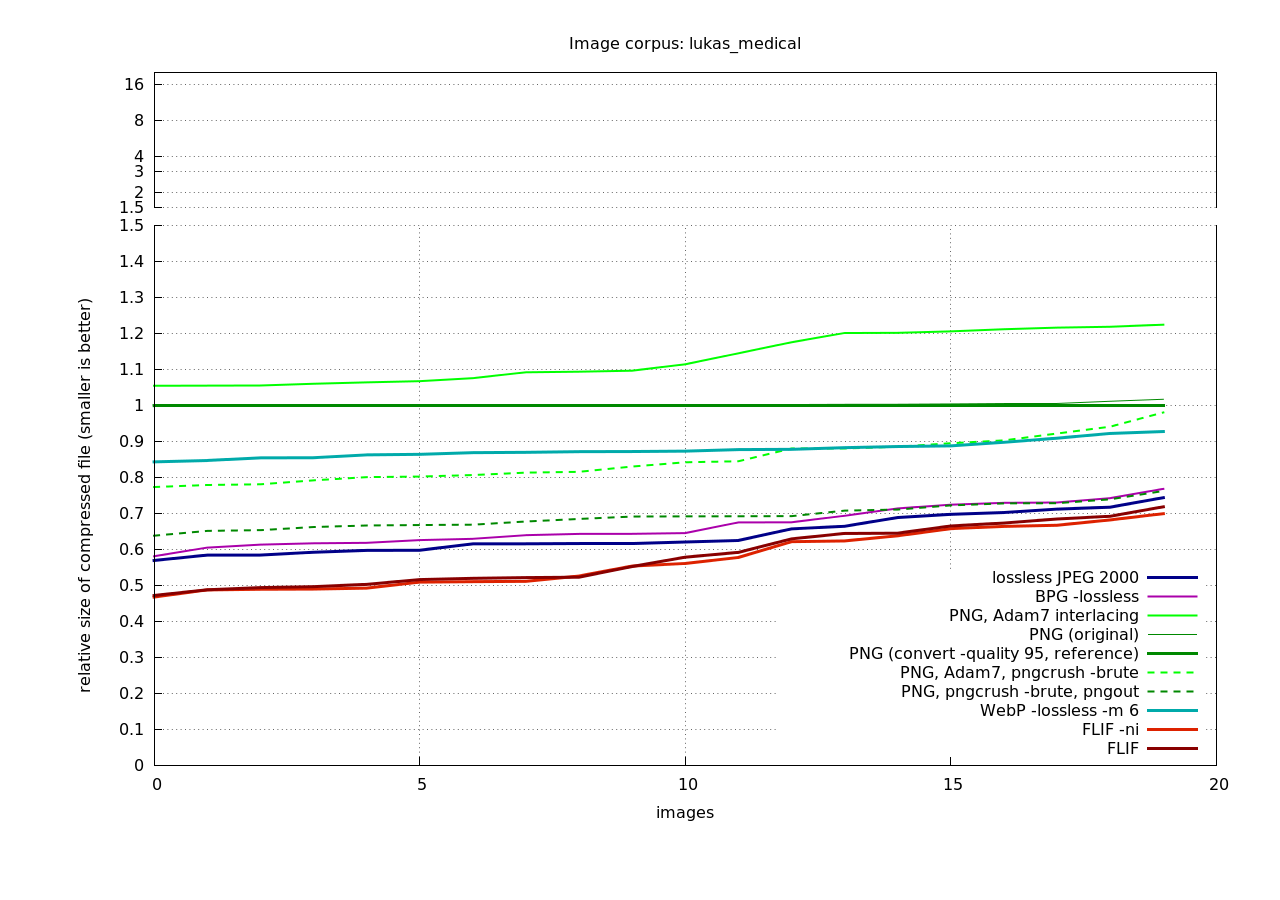 Image corpus: lukas_medical
16
8
4
3
2
1.5
1.5
1.4
1.3
1.2
1.1
1
0.9
0.8
0.7
0.6
0.5
0.4
0.3
0.2
0.1
0
relative size of compressed file (smaller is better)
lossless JPEG 2000
BPG -lossless
PNG, Adam7 interlacing
PNG (original)
PNG (convert -quality 95, reference)
PNG, Adam7, pngcrush -brute
PNG, pngcrush -brute, pngout
WebP -lossless -m 6
FLIF -ni
FLIF
0 5 10 15 20
images